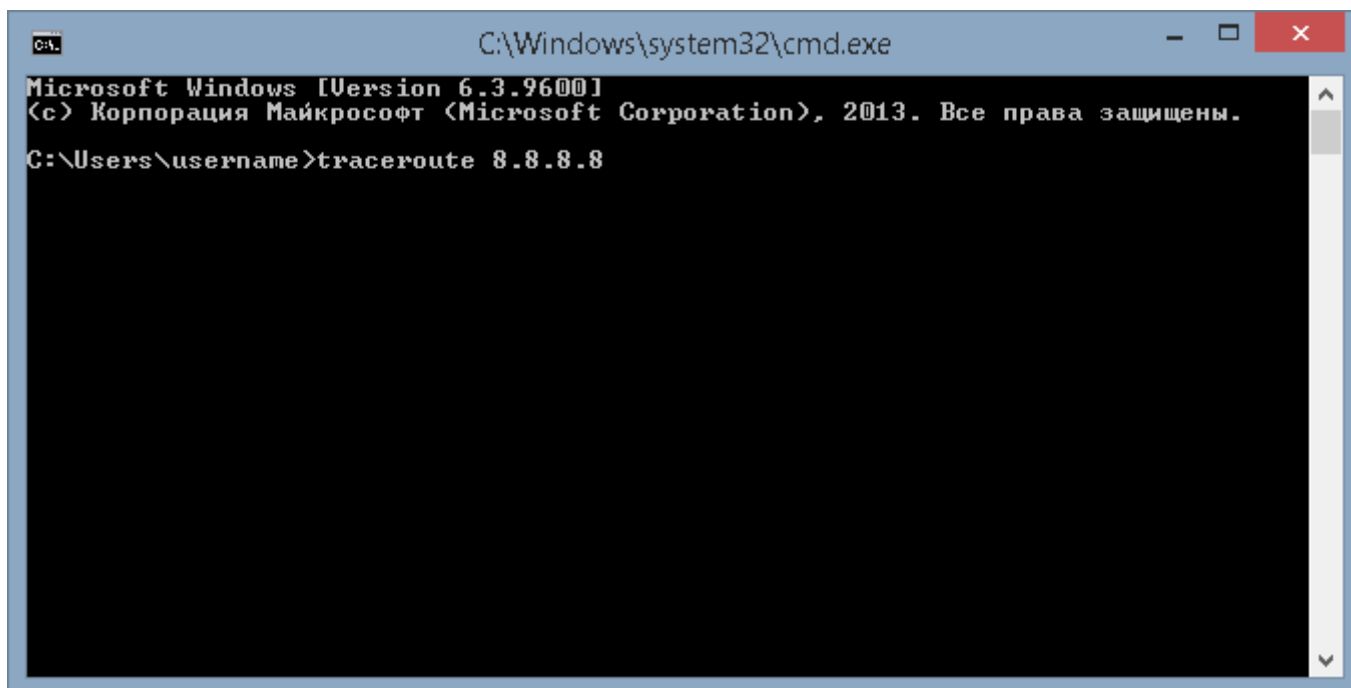 C:\Windows\system32\cmd.exe
Microsoft Windows [Version 6.3.9600]
(c) Корпорация Майкрософт (Microsoft Corporation), 2013. Все права защищены.
C:\Users\username>traceroute 8.8.8.8